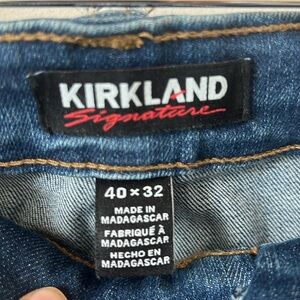 KIRKLAND
Signature
40 × 32
MADE IN
MADAGASCAR
FABRIQUÉ À
MADAGASCAR
HECHO EN
MADAGASCAR